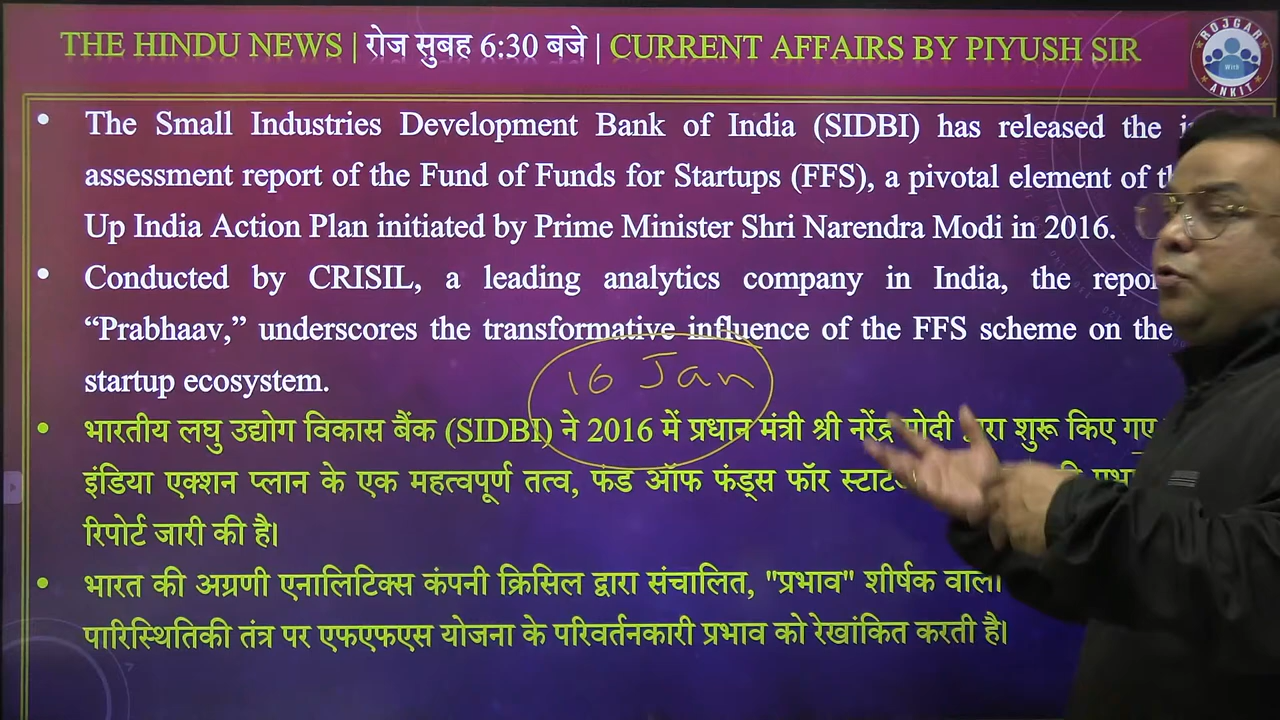 THE HINDU NEWS | रोज सुबह 6:30 बजे | CURRENT AFFAIRS BY PIYUSH SIR
ROJGAR
With
ANKIT
• The Small Industries Development Bank of India (SIDBI) has released the
assessment report of the Fund of Funds for Startups (FFS), a pivotal element of
Up India Action Plan initiated by Prime Minister Shri Narendra Modi in 2016.
• Conducted by CRISIL, a leading analytics company in India, the
“Prabhaav,” underscores the transformative influence of the FFS scheme on the
16 Jan
startup ecosystem.
• भारतीय लघु उद्योग विकास बैंक (SIDBI) ने 2016 में प्रधान मंत्री श्री नरेंद्र मोदी द्वारा शुरू किए गए
इंडिया एक्शन प्लान के एक महत्वपूर्ण तत्व, फंड ऑफ फंड्स फॉर
रिपोर्ट जारी की है।
• भारत की अग्रणी एनालिटिक्स कंपनी क्रिसिल द्वारा संचालित, "प्रभाव" शीर्षक वाली
पारिस्थितिकी तंत्र पर एफएफएस योजना के परिवर्तनकारी प्रभाव को रेखांकित करती है।